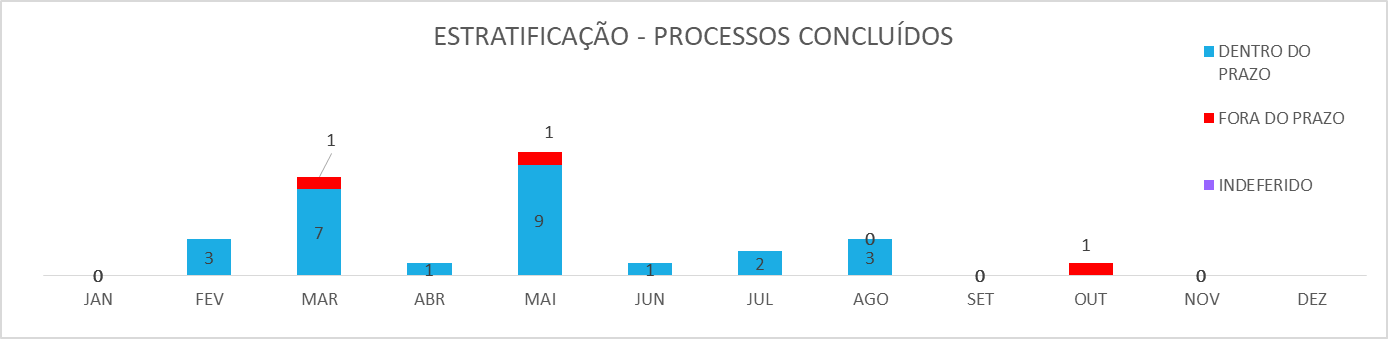 ESTRATIFICAÇÃO - PROCESSOS CONCLUÍDOS
DENTRO DO
PRAZO
FORA DO PRAZO
INDEFERIDO
1
1
9
7
3
1
1
2
0
3
1
0
0
0
JAN FEV MAR ABR MAI JUN JUL AGO SET OUT NOV DEZ